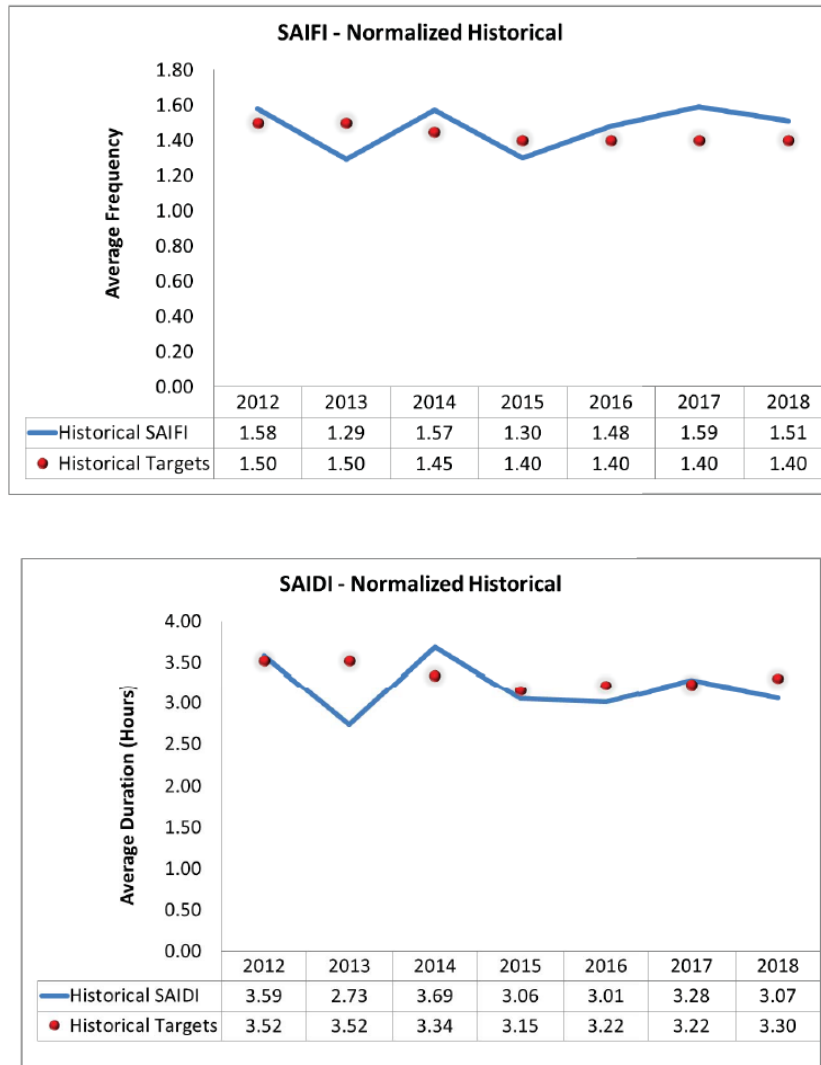 SAIFI - Normalized Historical
1.80
1.60
1.40
1.20
1.00
0.80
0.60
0.40
0.20
0.00
Average Frequency
2012 2013 2014 2015 2016 2017 2018
Historical SAIFI 1.58 1.29 1.57 1.30 1.48 1.59 1.51
Historical Targets 1.50 1.50 1.45 1.40 1.40 1.40 1.40
SAIDI - Normalized Historical
4.00
3.50
3.00
2.50
2.00
1.50
1.00
0.50
0.00
Average Duration (Hours)
2012 2013 2014 2015 2016 2017 2018
Historical SAIDI 3.59 2.73 3.69 3.06 3.01 3.28 3.07
Historical Targets 3.52 3.52 3.34 3.15 3.22 3.22 3.30